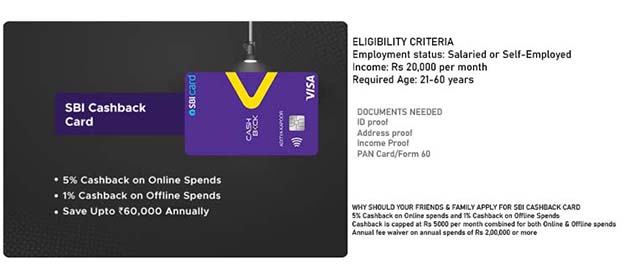 SBI Cashback
Card
SBI card
CASH
BACK
ADITYA KAPOOR
VISA
• 5% Cashback on Online Spends
• 1% Cashback on Offline Spends
• Save Upto ₹60,000 Annually
ELIGIBILITY CRITERIA
Employment status: Salaried or Self-Employed
Income: Rs 20,000 per month
Required Age: 21-60 years
DOCUMENTS NEEDED
ID proof
Address proof
Income Proof
PAN Card/Form 60
WHY SHOULD YOUR FRIENDS & FAMILY APPLY FOR SBI CASHBACK CARD
5% Cashback on Online spends and 1% Cashback on Offline Spends
Cashback is capped at Rs 5000 per month combined for both Online & Offline spends
Annual fee waiver on annual spends of Rs 2,00,000 or more